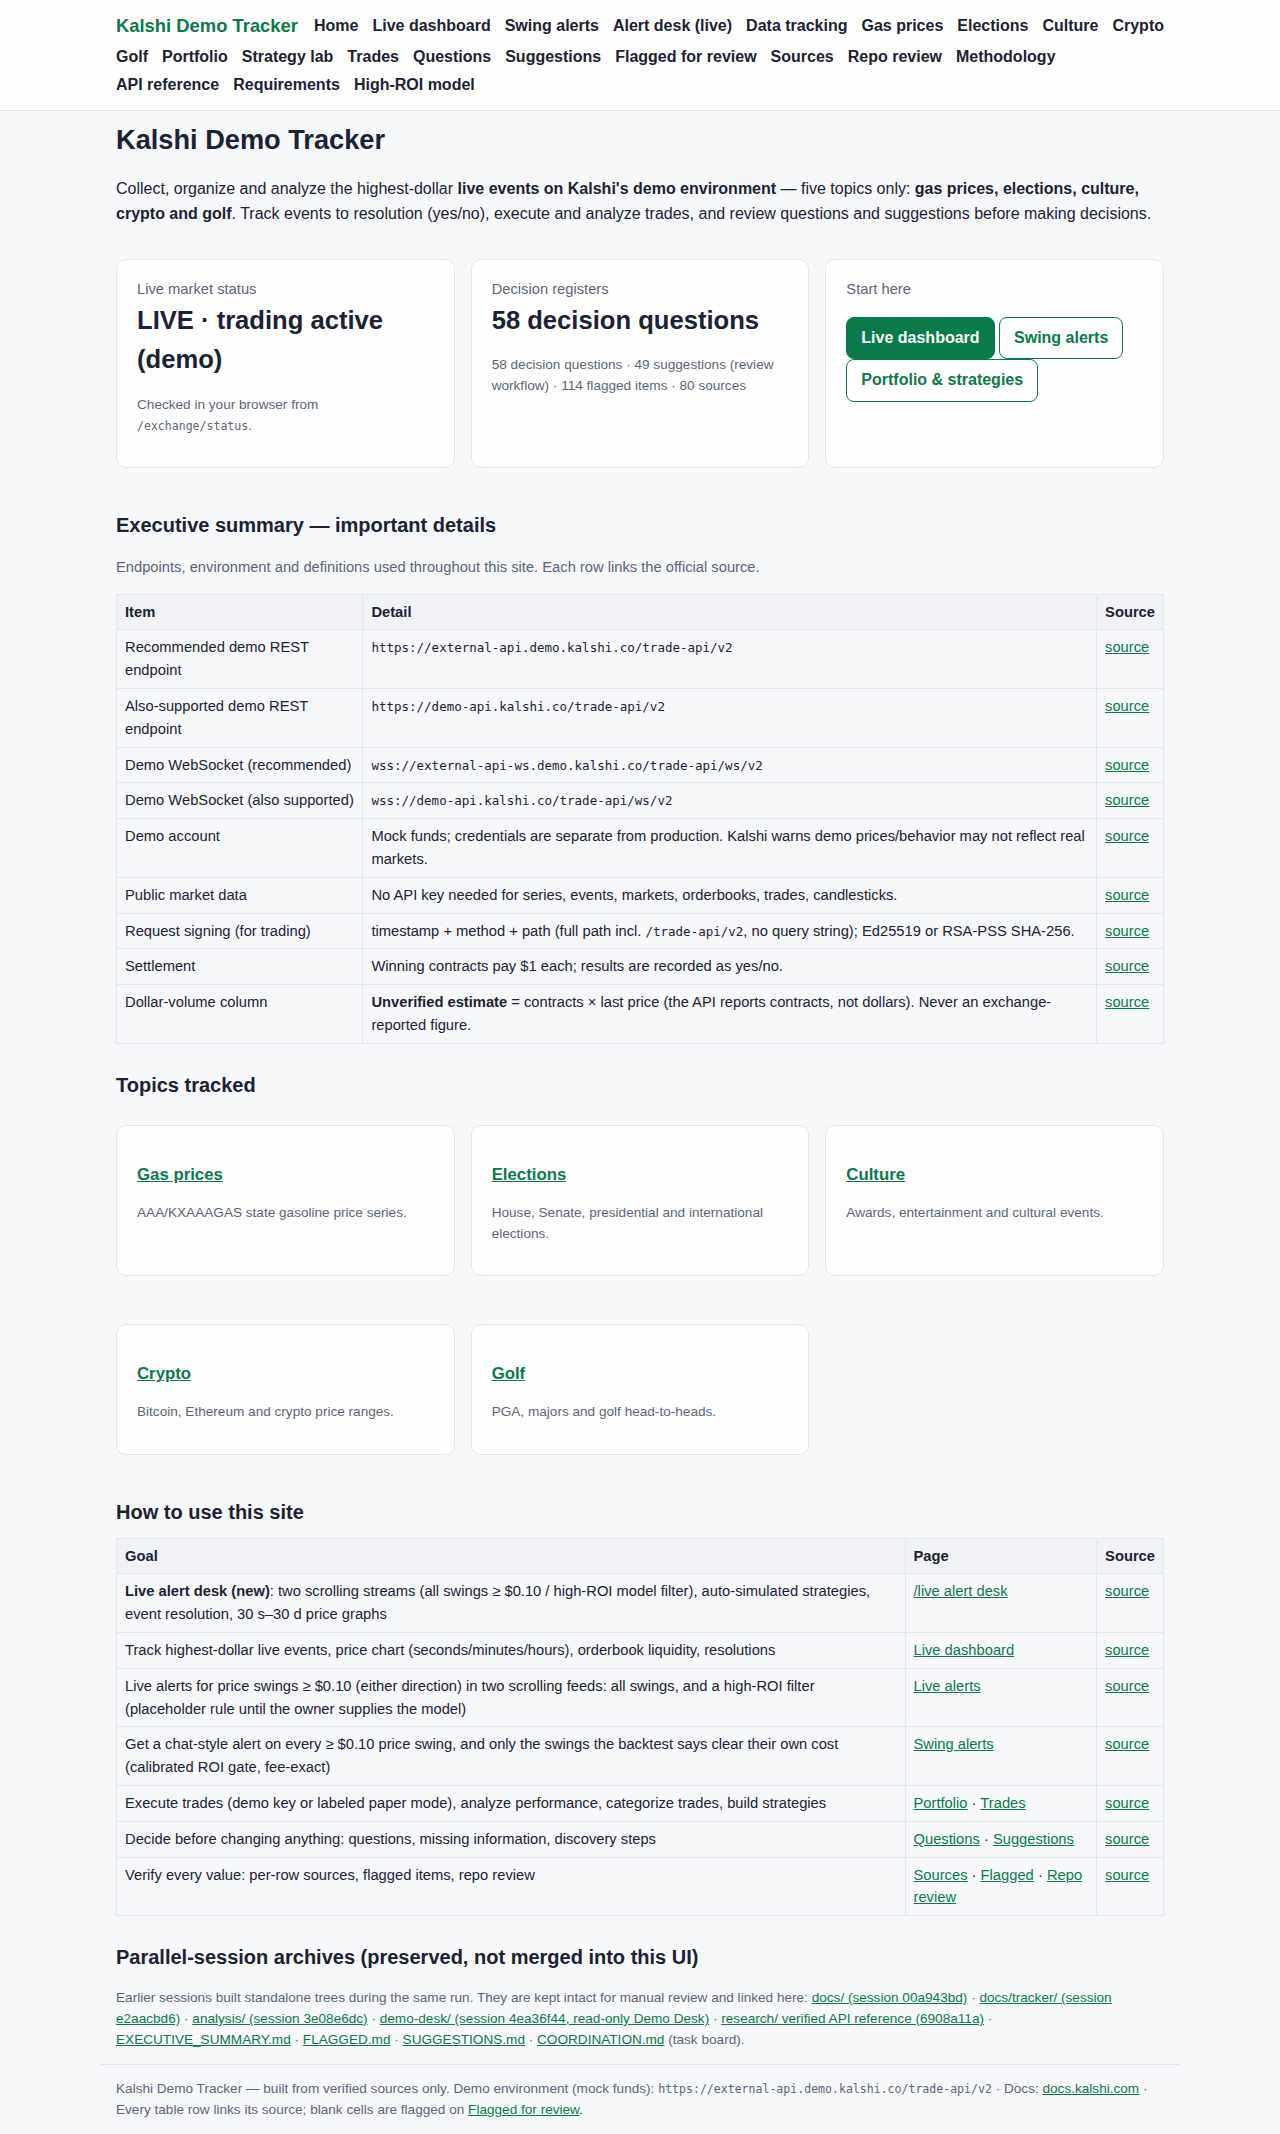 Kalshi Demo Tracker Home Live dashboard Swing alerts Alert desk (live) Data tracking Gas prices Elections Culture Crypto
Golf Portfolio Strategy lab Trades Questions Suggestions Flagged for review Sources Repo review Methodology
API reference Requirements High-ROI model
Kalshi Demo Tracker
Collect, organize and analyze the highest-dollar live events on Kalshi's demo environment — five topics only: gas prices, elections, culture,
crypto and golf. Track events to resolution (yes/no), execute and analyze trades, and review questions and suggestions before making decisions.
Live market status
LIVE · trading active
(demo)
Checked in your browser from
/exchange/status.
Decision registers
58 decision questions
58 decision questions · 49 suggestions (review
workflow) · 114 flagged items · 80 sources
Start here
Live dashboard Swing alerts
Portfolio & strategies
Executive summary — important details
Endpoints, environment and definitions used throughout this site. Each row links the official source.
Item Detail Source
Recommended demo REST
endpoint
https://external-api.demo.kalshi.co/trade-api/v2 source
Also-supported demo REST
endpoint
https://demo-api.kalshi.co/trade-api/v2 source
Demo WebSocket (recommended) wss://external-api-ws.demo.kalshi.co/trade-api/ws/v2 source
Demo WebSocket (also supported) wss://demo-api.kalshi.co/trade-api/ws/v2 source
Demo account Mock funds; credentials are separate from production. Kalshi warns demo prices/behavior may not reflect real source
markets.
Public market data No API key needed for series, events, markets, orderbooks, trades, candlesticks. source
Request signing (for trading) timestamp + method + path (full path incl. /trade-api/v2, no query string); Ed25519 or RSA-PSS SHA-256. source
Settlement Winning contracts pay $1 each; results are recorded as yes/no. source
Dollar-volume column Unverified estimate = contracts × last price (the API reports contracts, not dollars). Never an exchange- source
reported figure.
Topics tracked
Gas prices
AAA/KXAAAGAS state gasoline price series.
Elections
House, Senate, presidential and international
elections.
Culture
Awards, entertainment and cultural events.
Crypto
Bitcoin, Ethereum and crypto price ranges.
Golf
PGA, majors and golf head-to-heads.
How to use this site
Goal Page Source
Live alert desk (new): two scrolling streams (all swings ≥ $0.10 / high-ROI model filter), auto-simulated strategies, /live alert desk source
event resolution, 30 s–30 d price graphs
Track highest-dollar live events, price chart (seconds/minutes/hours), orderbook liquidity, resolutions Live dashboard source
Live alerts for price swings ≥ $0.10 (either direction) in two scrolling feeds: all swings, and a high-ROI filter Live alerts source
(placeholder rule until the owner supplies the model)
Get a chat-style alert on every ≥ $0.10 price swing, and only the swings the backtest says clear their own cost Swing alerts source
(calibrated ROI gate, fee-exact)
Execute trades (demo key or labeled paper mode), analyze performance, categorize trades, build strategies Portfolio · Trades source
Decide before changing anything: questions, missing information, discovery steps Questions · Suggestions source
Verify every value: per-row sources, flagged items, repo review Sources · Flagged · Repo source
review
Parallel-session archives (preserved, not merged into this UI)
Earlier sessions built standalone trees during the same run. They are kept intact for manual review and linked here: docs/ (session 00a943bd) · docs/tracker/ (session
e2aacbd6) · analysis/ (session 3e08e6dc) · demo-desk/ (session 4ea36f44, read-only Demo Desk) · research/ verified API reference (6908a11a) ·
EXECUTIVE_SUMMARY.md · FLAGGED.md · SUGGESTIONS.md · COORDINATION.md (task board).
Kalshi Demo Tracker — built from verified sources only. Demo environment (mock funds): https://external-api.demo.kalshi.co/trade-api/v2 · Docs: docs.kalshi.com ·
Every table row links its source; blank cells are flagged on Flagged for review.